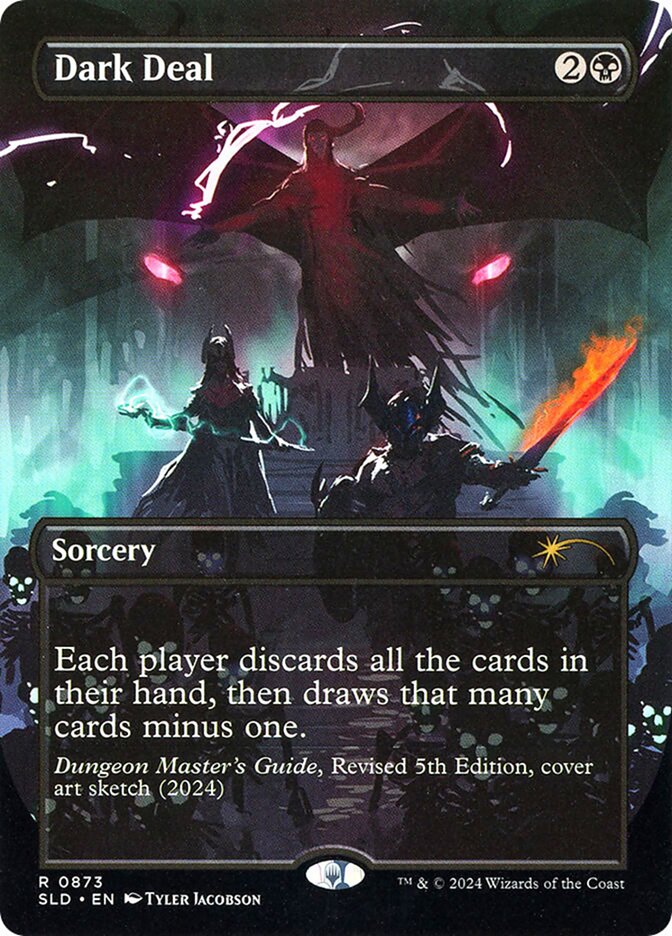 Dark Deal 2
Sorcery
Each player discards all the cards in
their hand, then draws that many
cards minus one.
Dungeon Master's Guide, Revised 5th Edition, cover
art sketch (2024)
R 0873
SLD • EN Tyler Jacobson
™ & © 2024 Wizards of the Coast